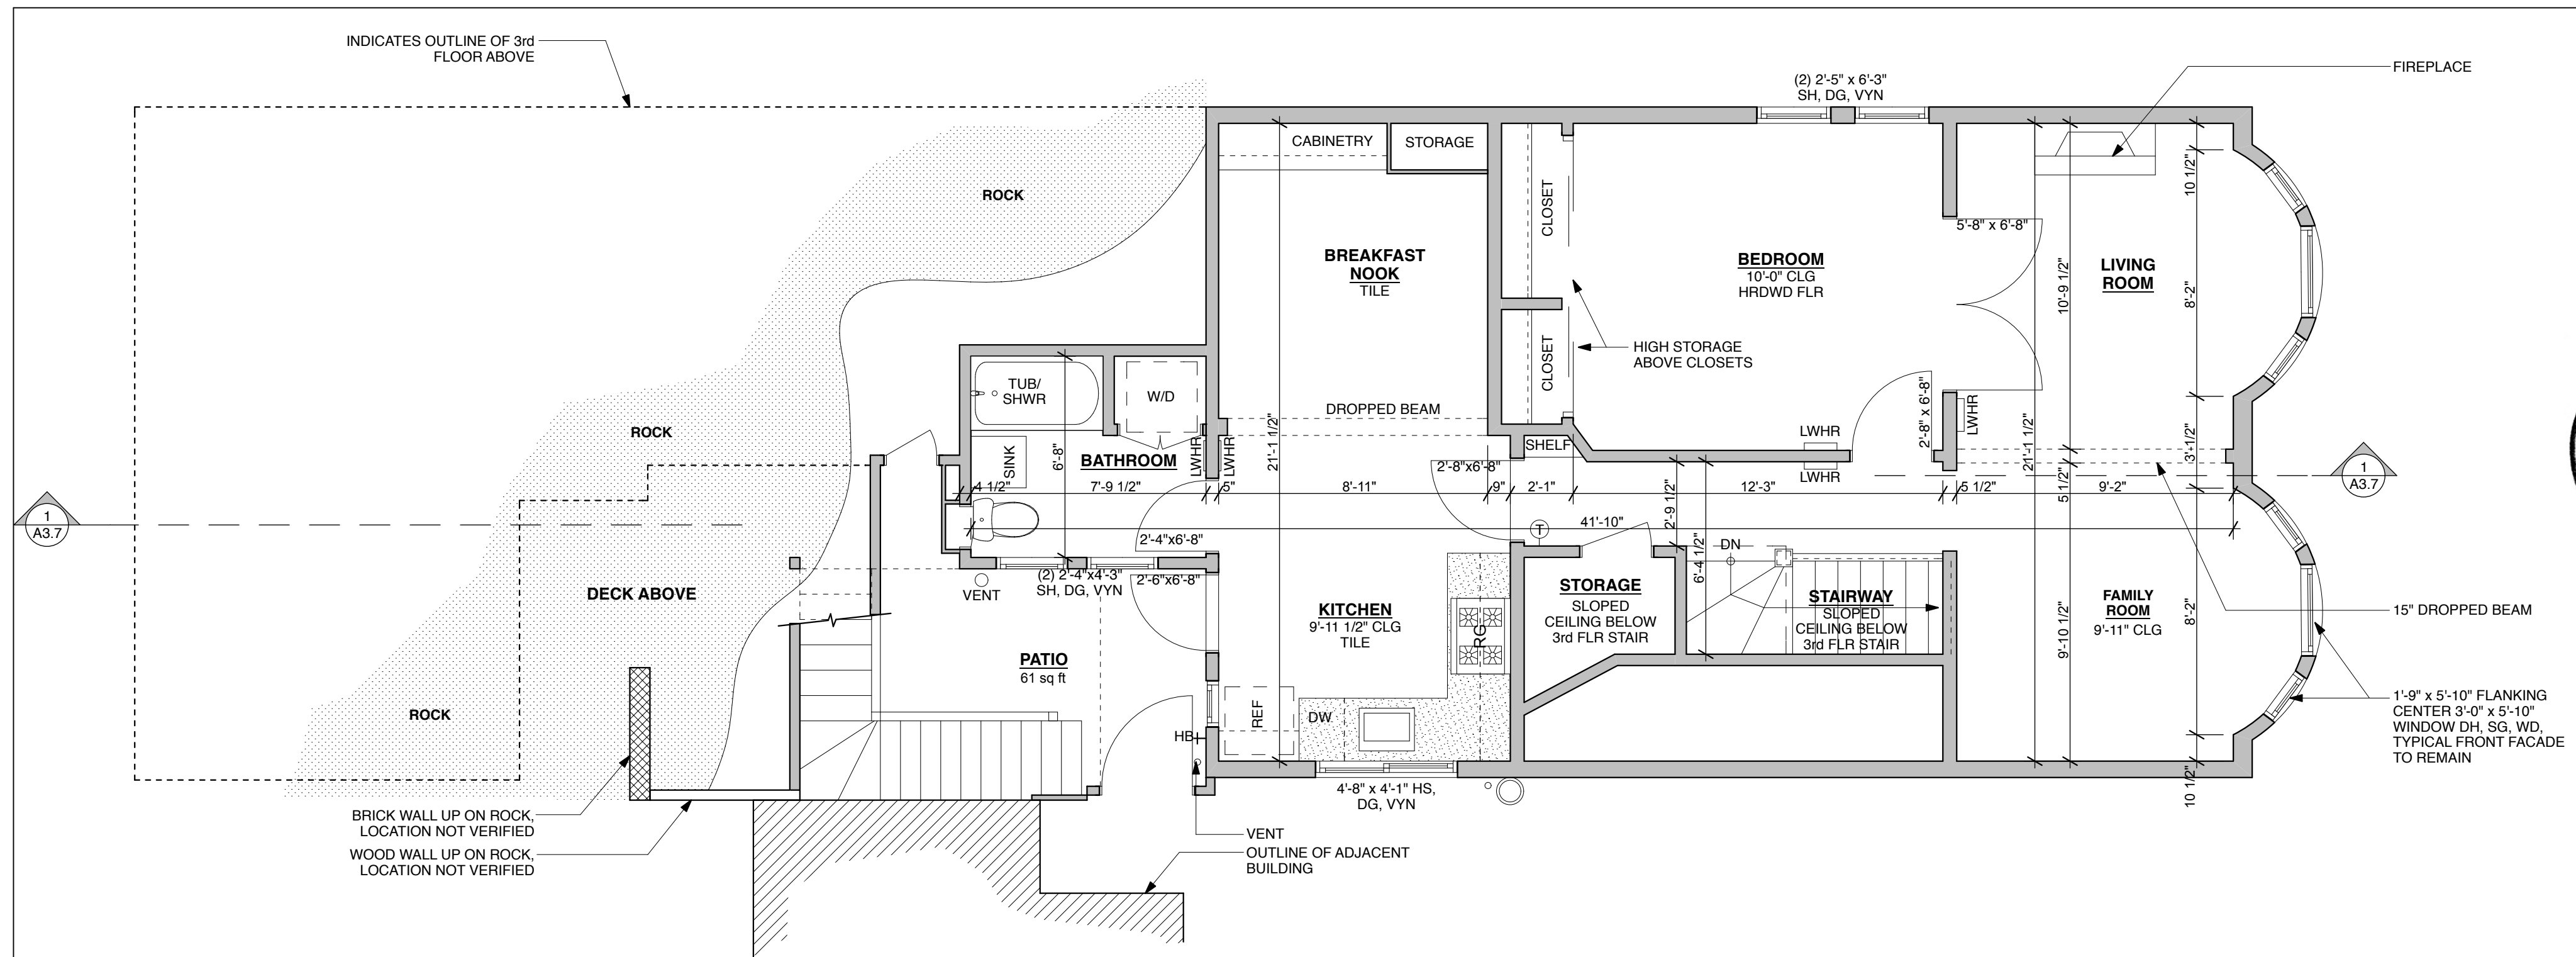 INDICATES OUTLINE OF 3rd
FLOOR ABOVE
(2) 2'-5" x 6'-3"
SH, DG, VYN
FIREPLACE
CABINETRY
STORAGE
ROCK
CLOSET
10 1/2"
5'-8" x 6'-8"
BREAKFAST
NOOK
TILE
BEDROOM
10'-0" CLG
HRDWD FLR
LIVING
ROOM
10'-9 1/2"
8'-2"
HIGH STORAGE
ABOVE CLOSETS
CLOSET
TUB/
SHWR
W/D
DROPPED BEAM
2'-8" x 6'-8"
LWHR
ROCK
SINK
6'-8"
BATHROOM
LWHR
LWHR
21'-1 1/2"
SHELF
LWHR
LWHR
21'-1 1/2"
3'-1/2"
2'-8"x6'-8"
1
A3.7
4 1/2"
7'-9 1/2"
5"
8'-11"
9"
2'-1"
12'-3"
5 1/2"
5 1/2"
9'-2"
1
A3.7
2'-9 1/2"
T
41'-10"
2'-4"x6'-8"
DN
6'-4 1/2"
(2) 2'-4"x4'-3"
SH, DG, VYN
2'-6"x6'-8"
VENT
DECK ABOVE
STORAGE
SLOPED
CEILING BELOW
3rd FLR STAIR
STAIRWAY
SLOPED
CEILING BELOW
3rd FLR STAIR
FAMILY
ROOM
9'-11" CLG
8'-2"
15" DROPPED BEAM
KITCHEN
9'-11 1/2" CLG
TILE
RG
9'-10 1/2"
PATIO
61 sq ft
ROCK
REF
DW
HB
1'-9" x 5'-10" FLANKING
CENTER 3'-0" x 5'-10"
WINDOW DH, SG, WD,
TYPICAL FRONT FACADE
TO REMAIN
10 1/2"
4'-8" x 4'-1" HS,
DG, VYN
BRICK WALL UP ON ROCK,
LOCATION NOT VERIFIED
VENT
WOOD WALL UP ON ROCK,
LOCATION NOT VERIFIED
OUTLINE OF ADJACENT
BUILDING